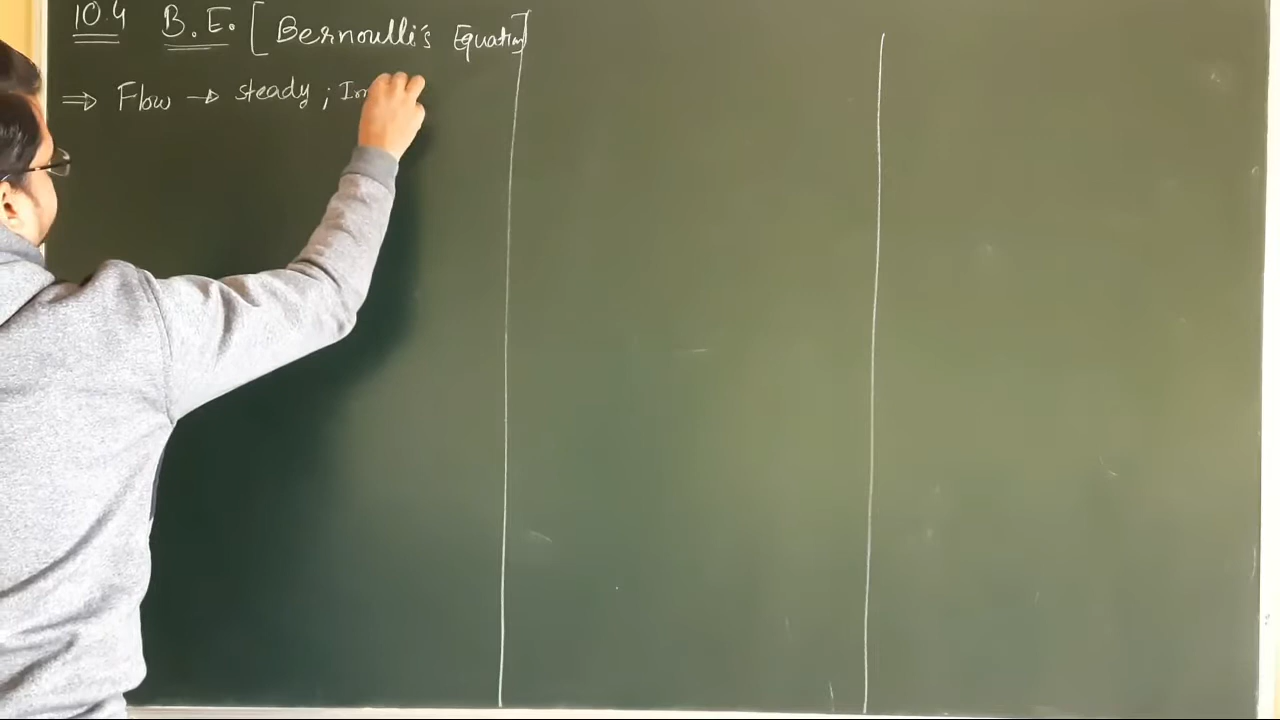 10.4 B.E. [Bernoulli's Equation]
⇒ Flow → steady ;